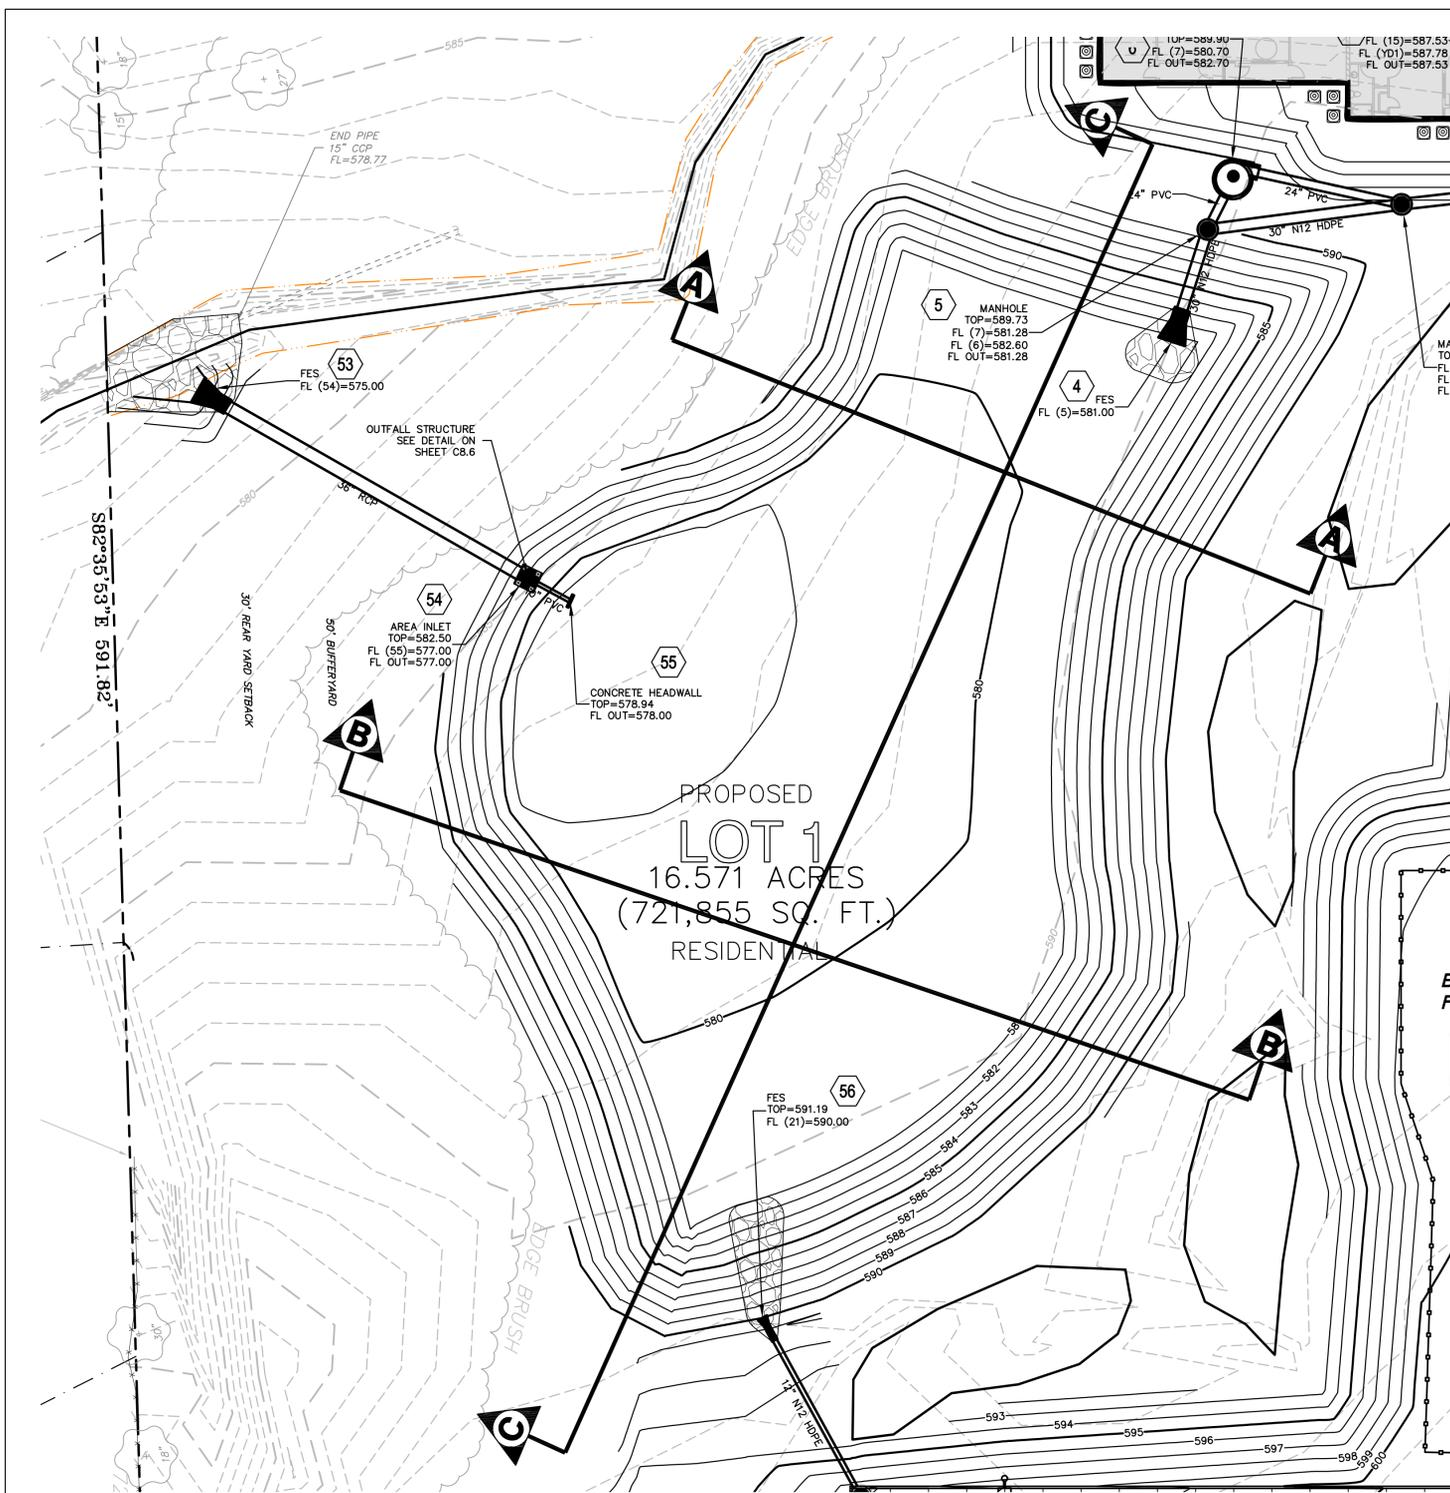 585
18"
27"
15"
END PIPE
15" CCP
FL=578.77
EDGE BRUSH
TOP=589.90
FL (7)=580.70
FL OUT=582.70
FL (15)=587.53
FL (YD1)=587.78
FL OUT=587.53
C
24" PVC
24" PVC
30" N12 HDPE
30" N12 HDPE
590
585
A
5
MANHOLE
TOP=589.73
FL (7)=581.28
FL (6)=582.60
FL OUT=581.28
4
FES
FL (5)=581.00
53
FES
FL (54)=575.00
OUTFALL STRUCTURE
SEE DETAIL ON
SHEET C8.6
36" RCP
580
S82°35'53"E 591.82'
30' REAR YARD SETBACK
50' BUFFERYARD
A
54
AREA INLET
TOP=582.50
FL (55)=577.00
FL OUT=577.00
PVC
55
CONCRETE HEADWALL
TOP=578.94
FL OUT=578.00
580
B
PROPOSED
LOT 1
16.571 ACRES
(721,855 SQ. FT.)
RESIDENTIAL
590
580
B
582
583
584
585
586
587
588
589
590
56
FES
TOP=591.19
FL (21)=590.00
EDGE BRUSH
30"
18"
C
12" N12 HDPE
593
594
595
596
597
598
599
600